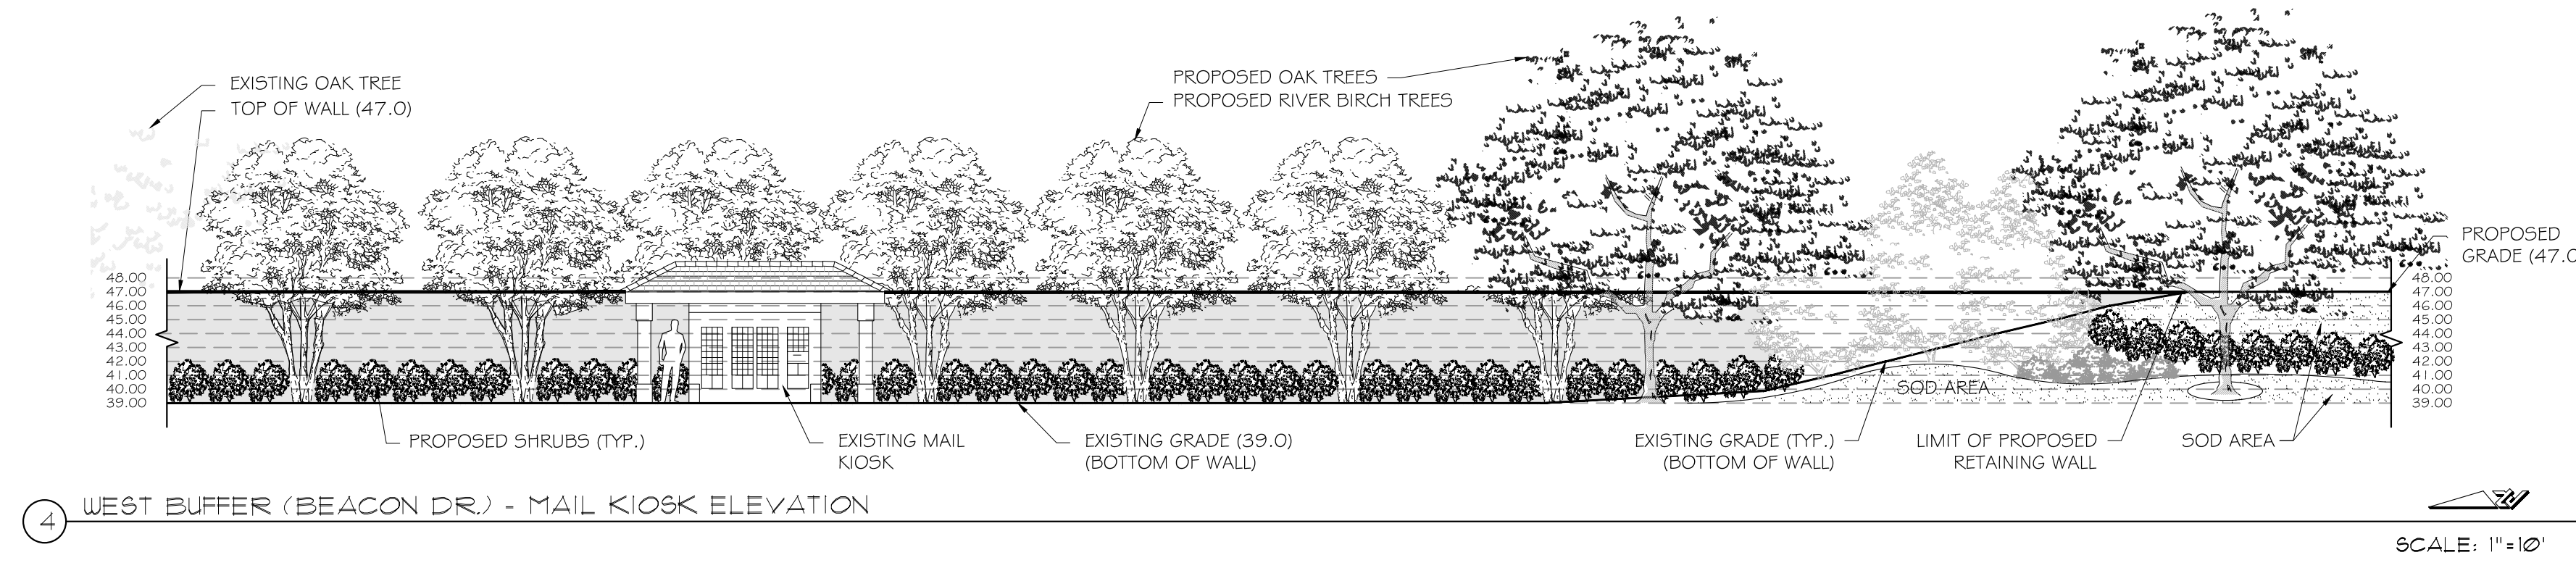 EXISTING OAK TREE
TOP OF WALL (47.0)
PROPOSED OAK TREES
PROPOSED RIVER BIRCH TREES
PROPOSED
GRADE (47.0
48.00
47.00
46.00
45.00
44.00
43.00
42.00
41.00
40.00
39.00
48.00
47.00
46.00
45.00
44.00
43.00
42.00
41.00
40.00
39.00
SOD AREA
PROPOSED SHRUBS (TYP.)
EXISTING MAIL
KIOSK
EXISTING GRADE (39.0)
(BOTTOM OF WALL)
EXISTING GRADE (TYP.)
(BOTTOM OF WALL)
LIMIT OF PROPOSED
RETAINING WALL
SOD AREA
4
WEST BUFFER (BEACON DR.) - MAIL KIOSK ELEVATION
SCALE: 1"=10'